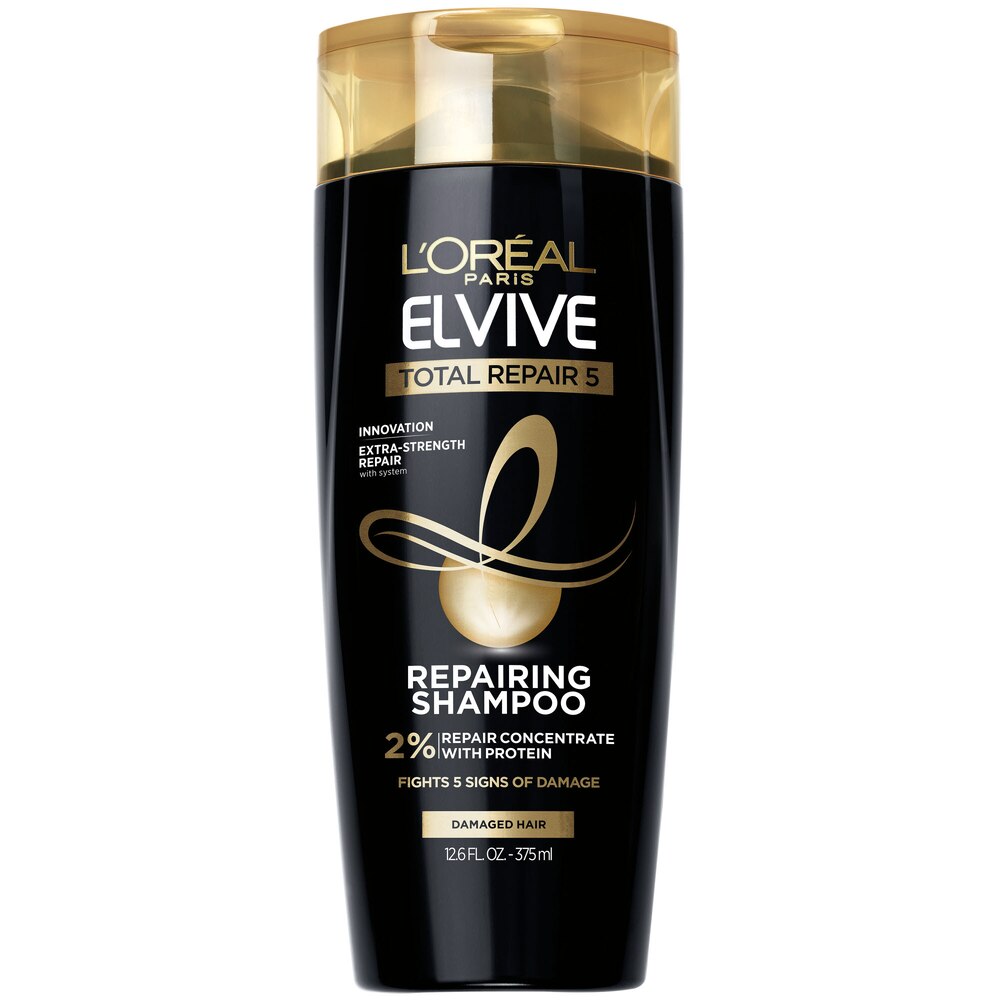 L'ORÉAL
PARiS
ELVIVE
TOTAL REPAIR 5
INNOVATION
EXTRA-STRENGTH
REPAIR
with system
REPAIRING
SHAMPOO
2% REPAIR CONCENTRATE
WITH PROTEIN
FIGHTS 5 SIGNS OF DAMAGE
DAMAGED HAIR
12.6 FL. OZ. - 375 ml